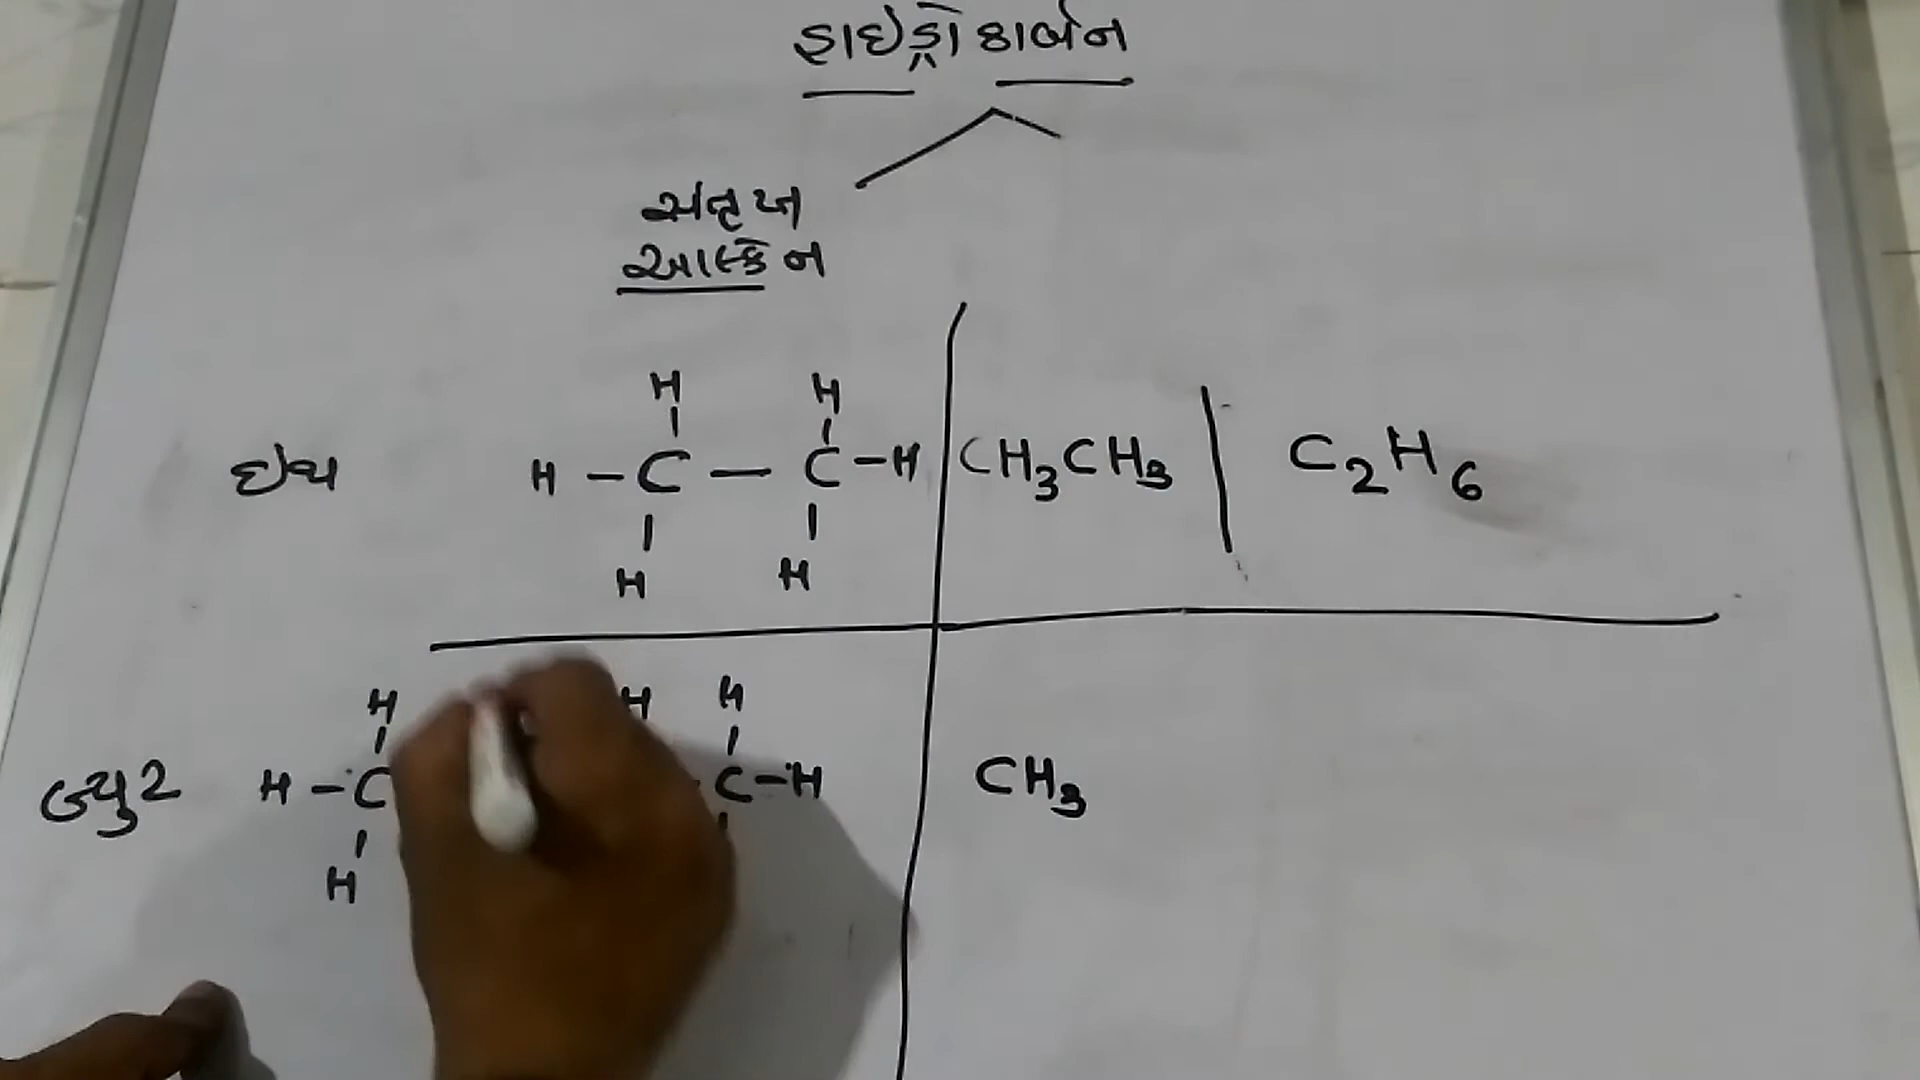 હાઇડ્રોકાર્બન
સંતૃપ્ત
આલ્કેન
H H
ઇથ H - C - C - H CH₃CH₃ C₂H₆
H H
H H H
બ્યુટ H - C C - H CH₃
H